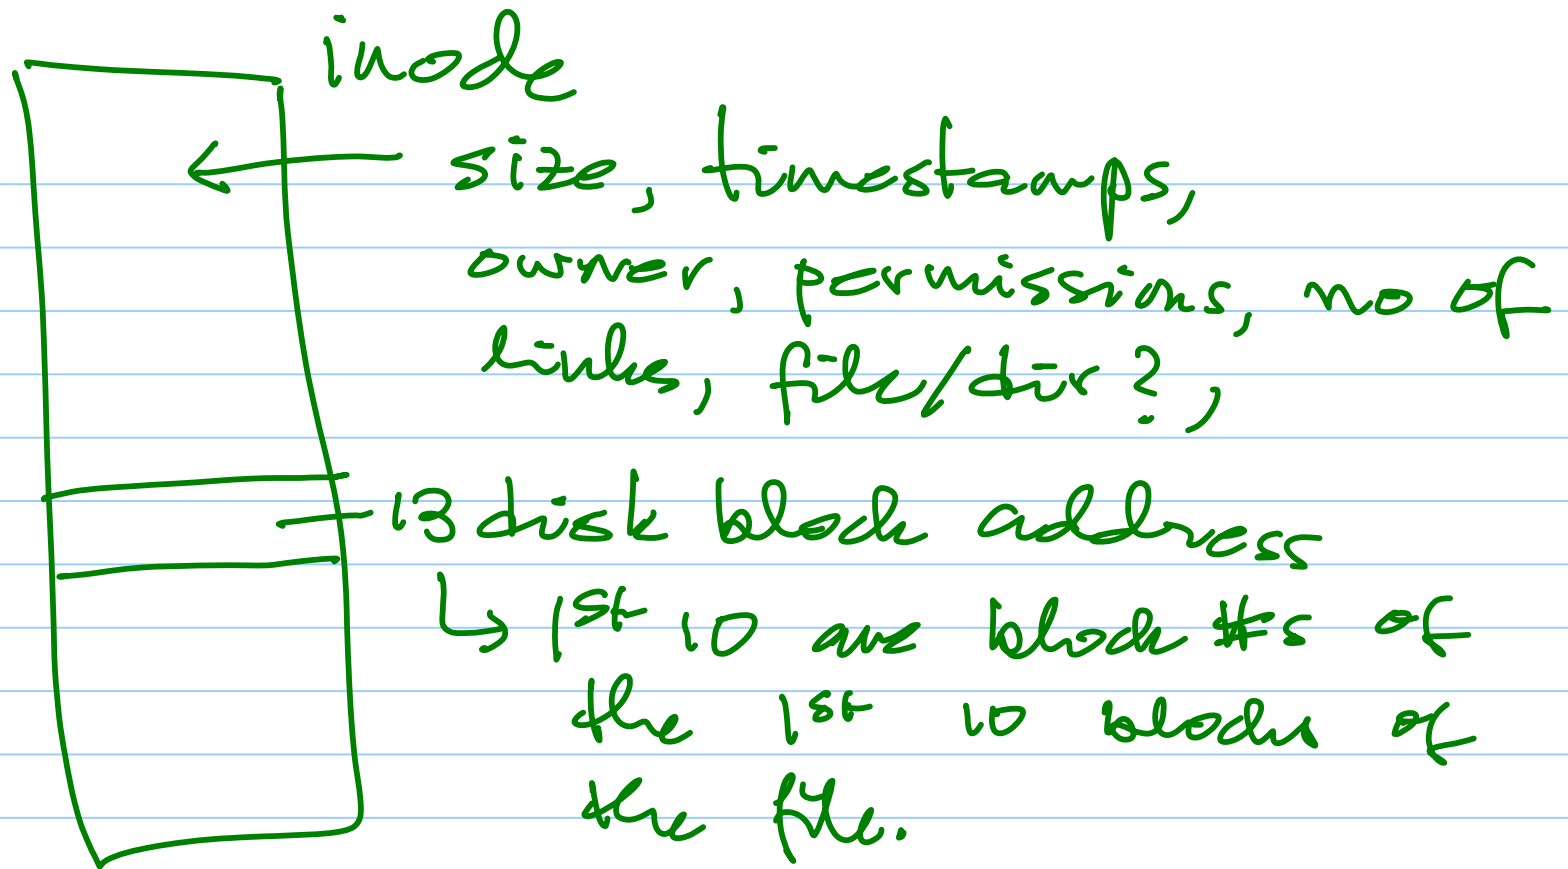 inode
size, timestamps,
owner, permissions, no of
links, file/dir?,
13 disk block address
1st 10 are block #s of
the 1st 10 blocks of
the file.